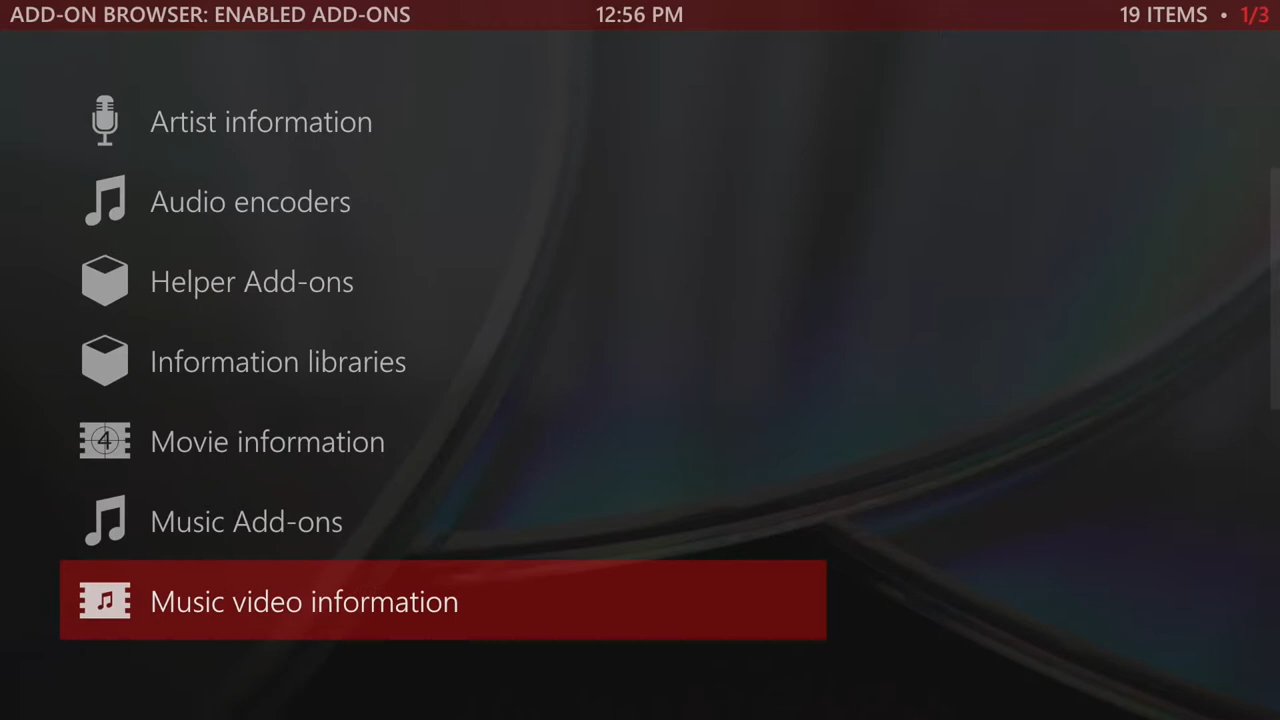 ADD-ON BROWSER: ENABLED ADD-ONS 12:56 PM 19 ITEMS • 1/3
Artist information
Audio encoders
Helper Add-ons
Information libraries
4 Movie information
Music Add-ons
Music video information